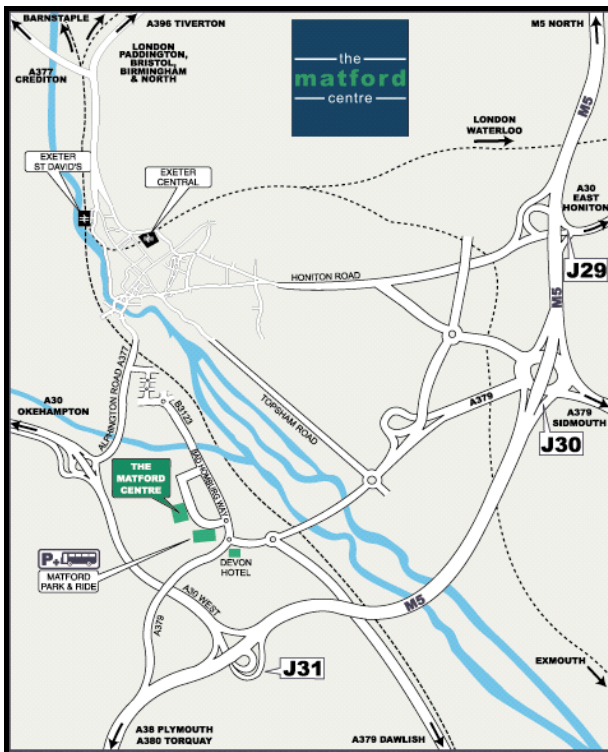 BARNSTAPLE
A396 TIVERTON
M5 NORTH
A377
CREDITON
LONDON
PADDINGTON,
BRISTOL,
BIRMINGHAM
& NORTH
the
matford
centre
M5
LONDON
WATERLOO
EXETER
ST DAVID'S
EXETER
CENTRAL
A30
EAST
HONITON
J29
HONITON ROAD
M5
ALPHINGTON ROAD A377
A30
OKEHAMPTON
B3123
TOPSHAM ROAD
A379
A379
SIDMOUTH
J30
BAD HOMBURG WAY
THE
MATFORD
CENTRE
P+
MATFORD
PARK & RIDE
DEVON
HOTEL
A30 WEST
A379
M5
J31
EXMOUTH
A38 PLYMOUTH
A380 TORQUAY
A379 DAWLISH